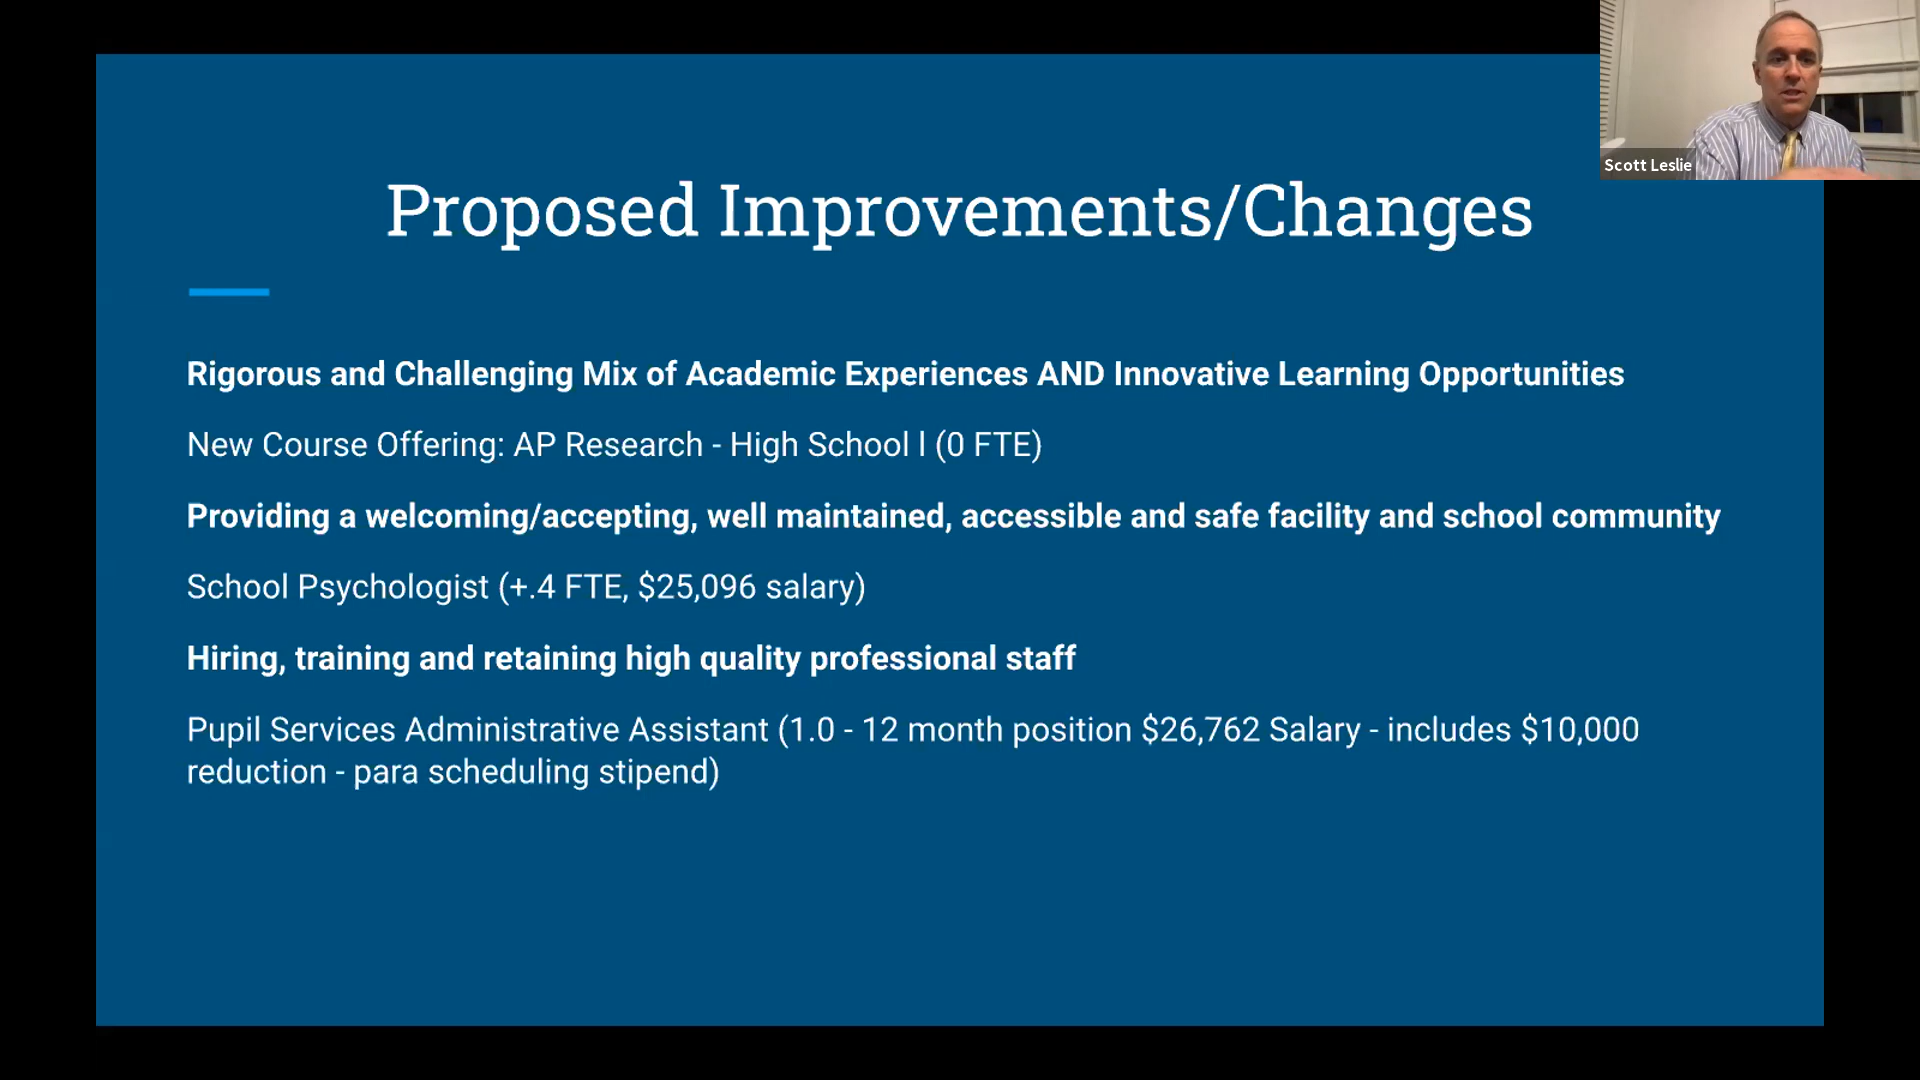 Scott Leslie
Proposed Improvements/Changes
Rigorous and Challenging Mix of Academic Experiences AND Innovative Learning Opportunities
New Course Offering: AP Research - High School l (0 FTE)
Providing a welcoming/accepting, well maintained, accessible and safe facility and school community
School Psychologist (+.4 FTE, $25,096 salary)
Hiring, training and retaining high quality professional staff
Pupil Services Administrative Assistant (1.0 - 12 month position $26,762 Salary - includes $10,000
reduction - para scheduling stipend)